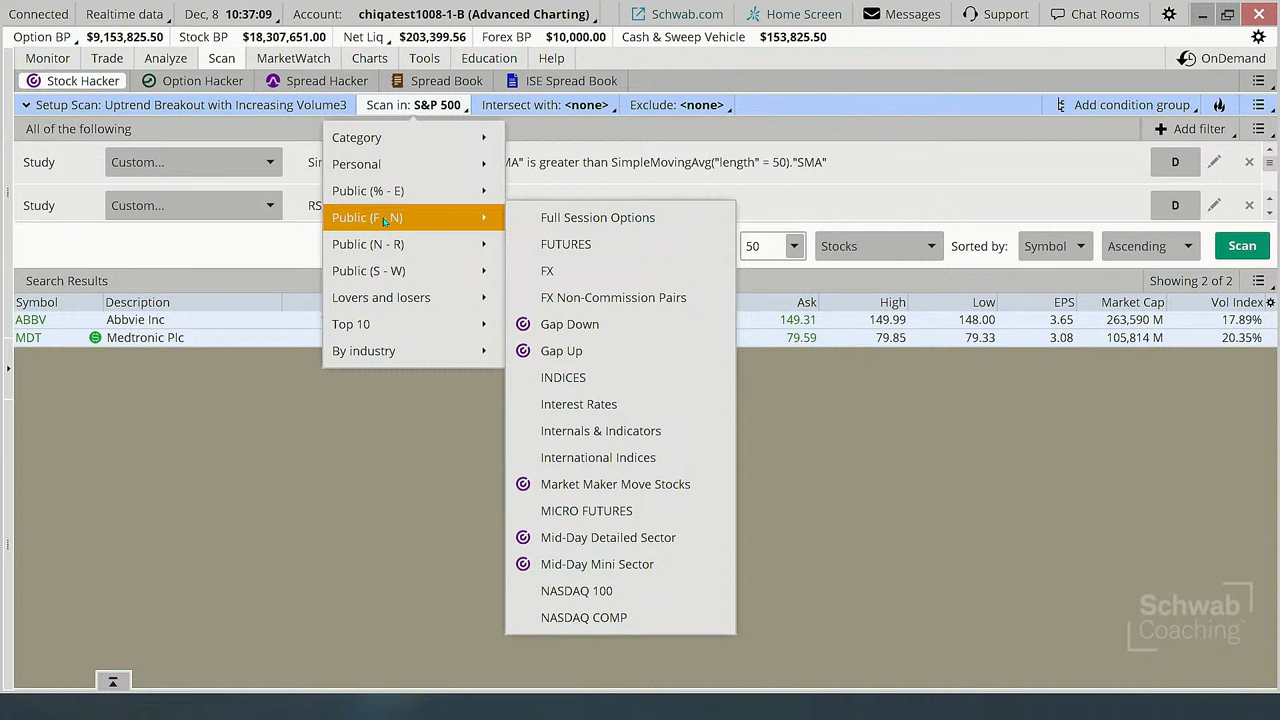 Connected Realtime data Dec, 8 10:37:09 Account: chiqatest1008-1-B (Advanced Charting) Schwab.com Home Screen Messages Support Chat Rooms
Option BP $9,153,825.50 Stock BP $18,307,651.00 Net Liq $203,399.56 Forex BP $10,000.00 Cash & Sweep Vehicle $153,825.50
Monitor Trade Analyze Scan MarketWatch Charts Tools Education Help OnDemand
Stock Hacker Option Hacker Spread Hacker Spread Book ISE Spread Book
Setup Scan: Uptrend Breakout with Increasing Volume3 Scan in: S&P 500 Intersect with: <none> Exclude: <none> Add condition group
All of the following Add filter
Study Custom... Sim MA" is greater than SimpleMovingAvg("length" = 50)."SMA" D
Study Custom... RS D
50 Stocks Sorted by: Symbol Ascending Scan
Search Results Showing 2 of 2
Symbol Description Ask High Low EPS Market Cap Vol Index
ABBV Abbvie Inc 149.31 149.99 148.00 3.65 263,590 M 17.89%
MDT Medtronic Plc 79.59 79.85 79.33 3.08 105,814 M 20.35%
Category
Personal
Public (% - E)
Public (F - N)
Public (N - R)
Public (S - W)
Lovers and losers
Top 10
By industry
Full Session Options
FUTURES
FX
FX Non-Commission Pairs
Gap Down
Gap Up
INDICES
Interest Rates
Internals & Indicators
International Indices
Market Maker Move Stocks
MICRO FUTURES
Mid-Day Detailed Sector
Mid-Day Mini Sector
NASDAQ 100
NASDAQ COMP
Schwab
Coaching